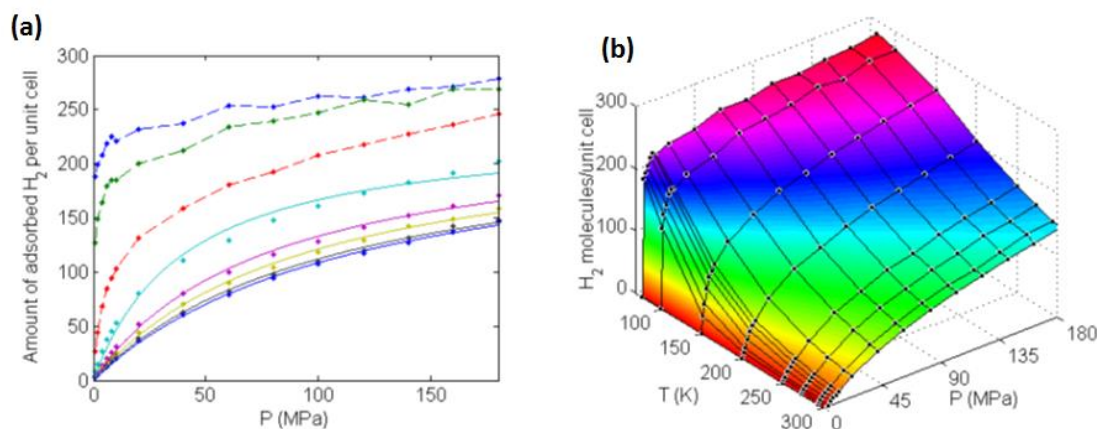 (a)
Amount of adsorbed H2 per unit cell
300
250
200
150
100
50
0
0 50 100 150
P (MPa)
(b)
H2 molecules/unit cell
300
200
100
0
100
150
200
250
300
T (K)
0
45
90
135
180
P (MPa)